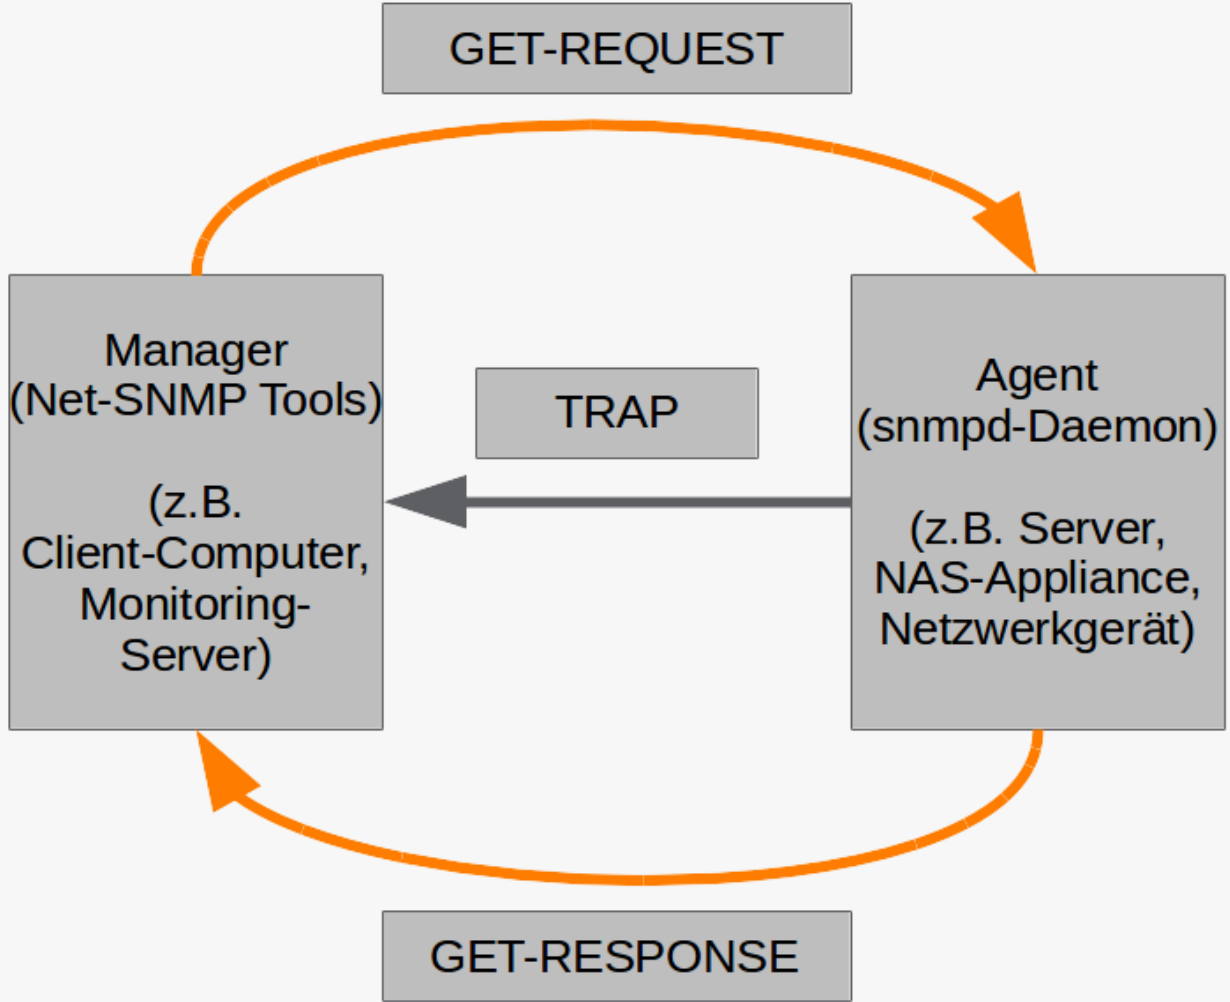 GET-REQUEST
Manager
(Net-SNMP Tools)
(z.B.
Client-Computer,
Monitoring-
Server)
TRAP
Agent
(snmpd-Daemon)
(z.B. Server,
NAS-Appliance,
Netzwerkgerät)
GET-RESPONSE